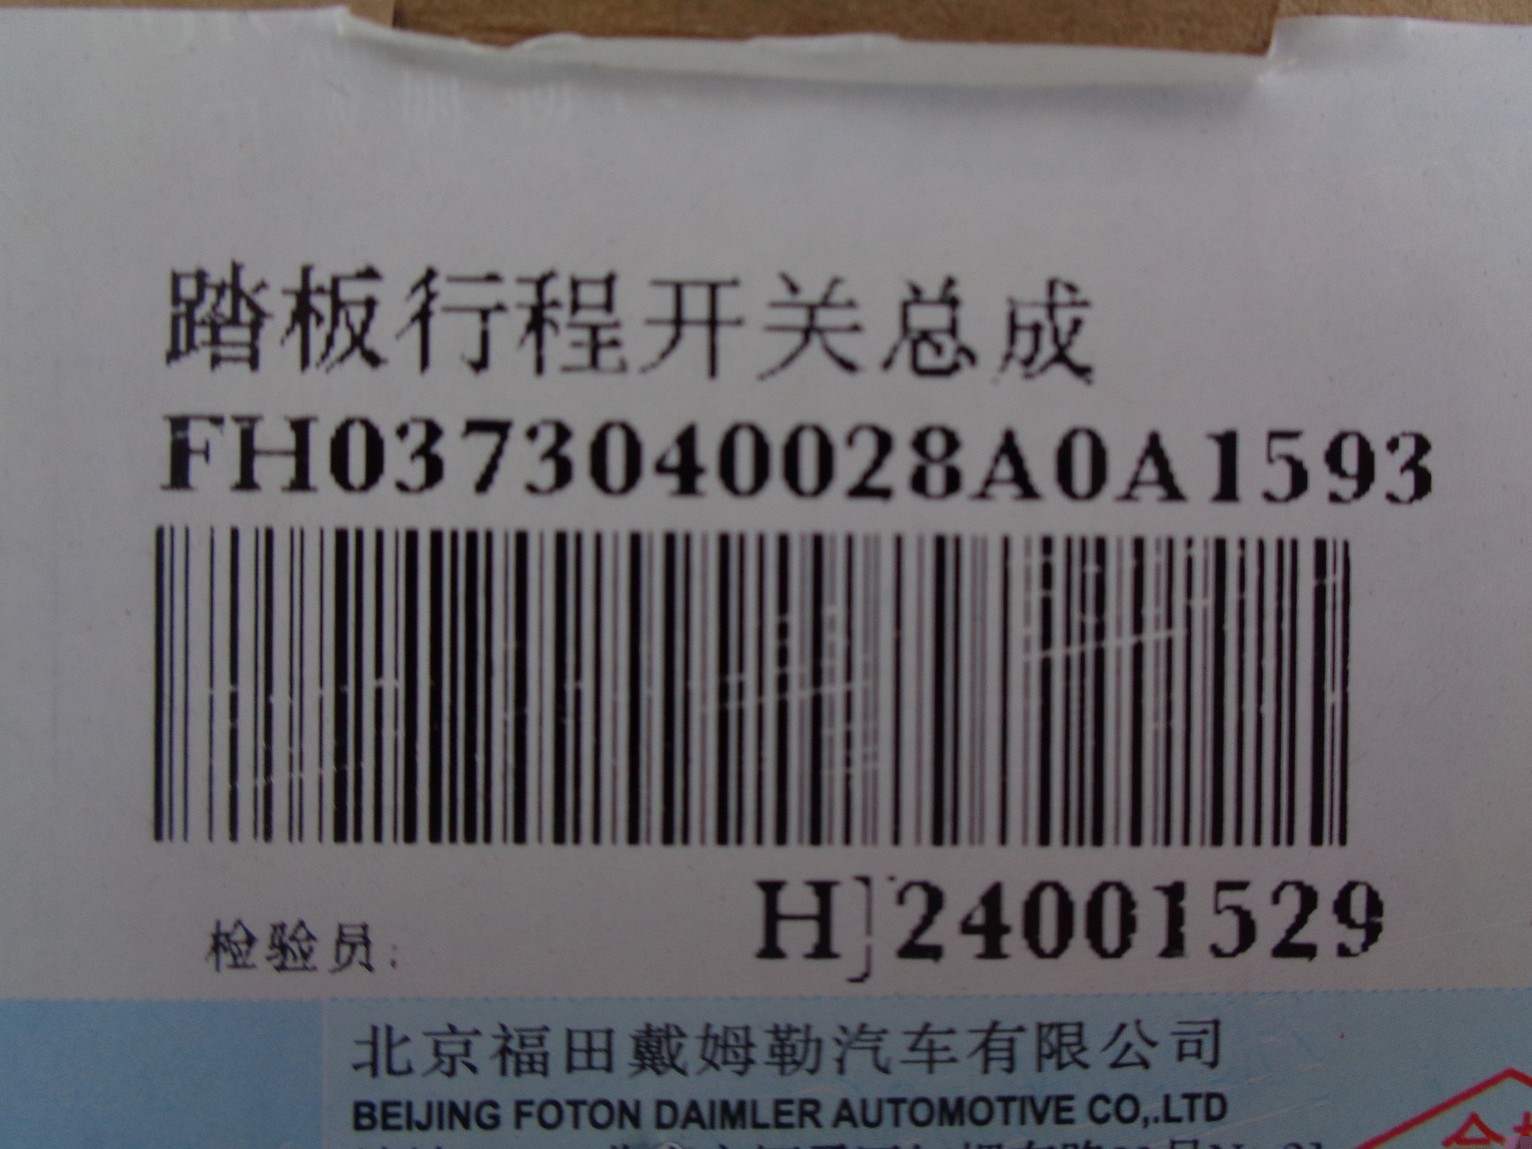 踏板行程开关总成
FH0373040028A0A1593
HJ24001529
检验员:
北京福田戴姆勒汽车有限公司
BEIJING FOTON DAIMLER AUTOMOTIVE CO,.LTD